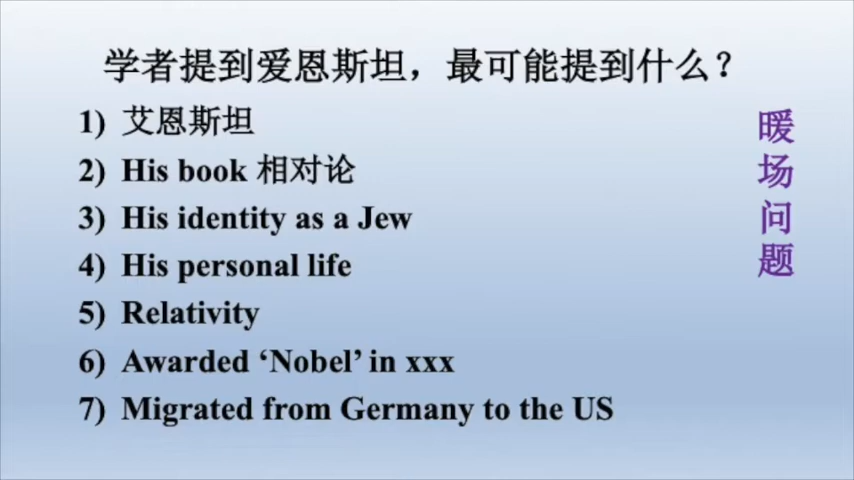 学者提到爱恩斯坦，最可能提到什么？
1) 艾恩斯坦
2) His book 相对论
3) His identity as a Jew
4) His personal life
5) Relativity
6) Awarded ‘Nobel’ in xxx
7) Migrated from Germany to the US
暖场问题